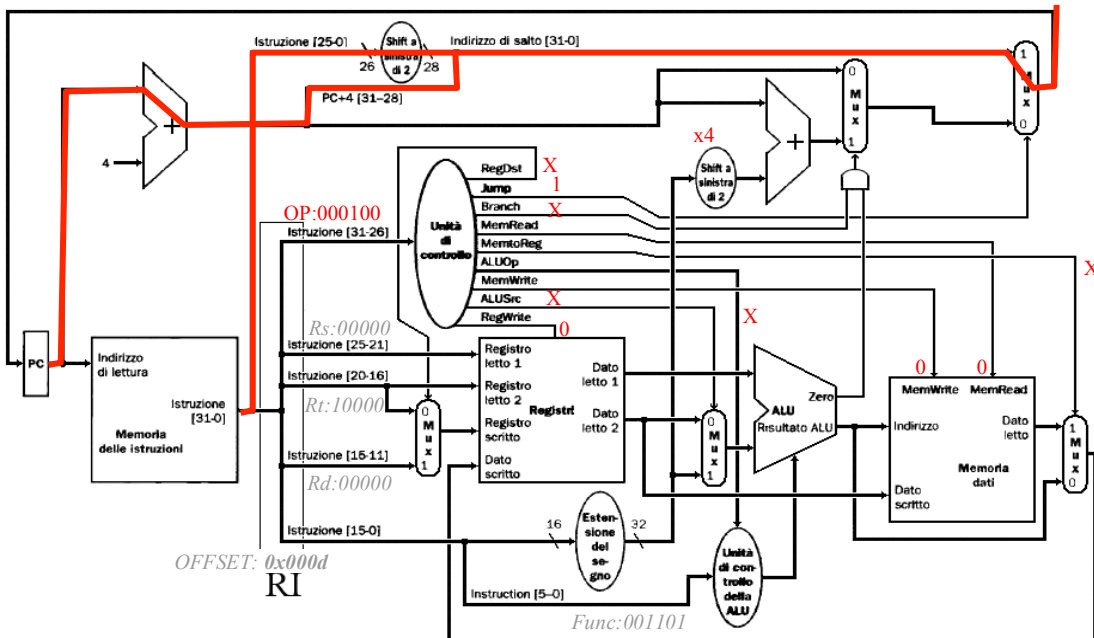 Istruzione [25-0]
26
Shift a
sinistra
di 2
28
Indirizzo di salto [31-0]
PC+4 [31–28]
4
+
x4
Shift a
sinistra
di 2
+
0
M
u
x
1
1
M
u
x
0
OP:000100
Istruzione [31-26]
Unità
di
controllo
RegDst
X
Jump
1
Branch
X
MemRead
MemtoReg
X
ALUOp
X
MemWrite
ALUSrc
X
RegWrite
0
PC
Indirizzo
di lettura
Istruzione
[31-0]
Memoria
delle istruzioni
Rs:00000
Istruzione [25-21]
Istruzione [20-16]
Rt:10000
Istruzione [15-11]
Rd:00000
0
M
u
x
1
Registro
letto 1
Registro
letto 2
Registro
scritto
Dato
scritto
Registri
Dato
letto 1
Dato
letto 2
0
M
u
x
1
ALU
Zero
Risultato ALU
0
0
MemWrite
MemRead
Indirizzo
Dato
letto
Memoria
dati
Dato
scritto
1
M
u
x
0
Istruzione [15-0]
16
Esten-
sione
del
se-
gno
32
OFFSET: 0x000d
RI
Instruction [5–0]
Unità
di con-
trollo
della
ALU
Func:001101